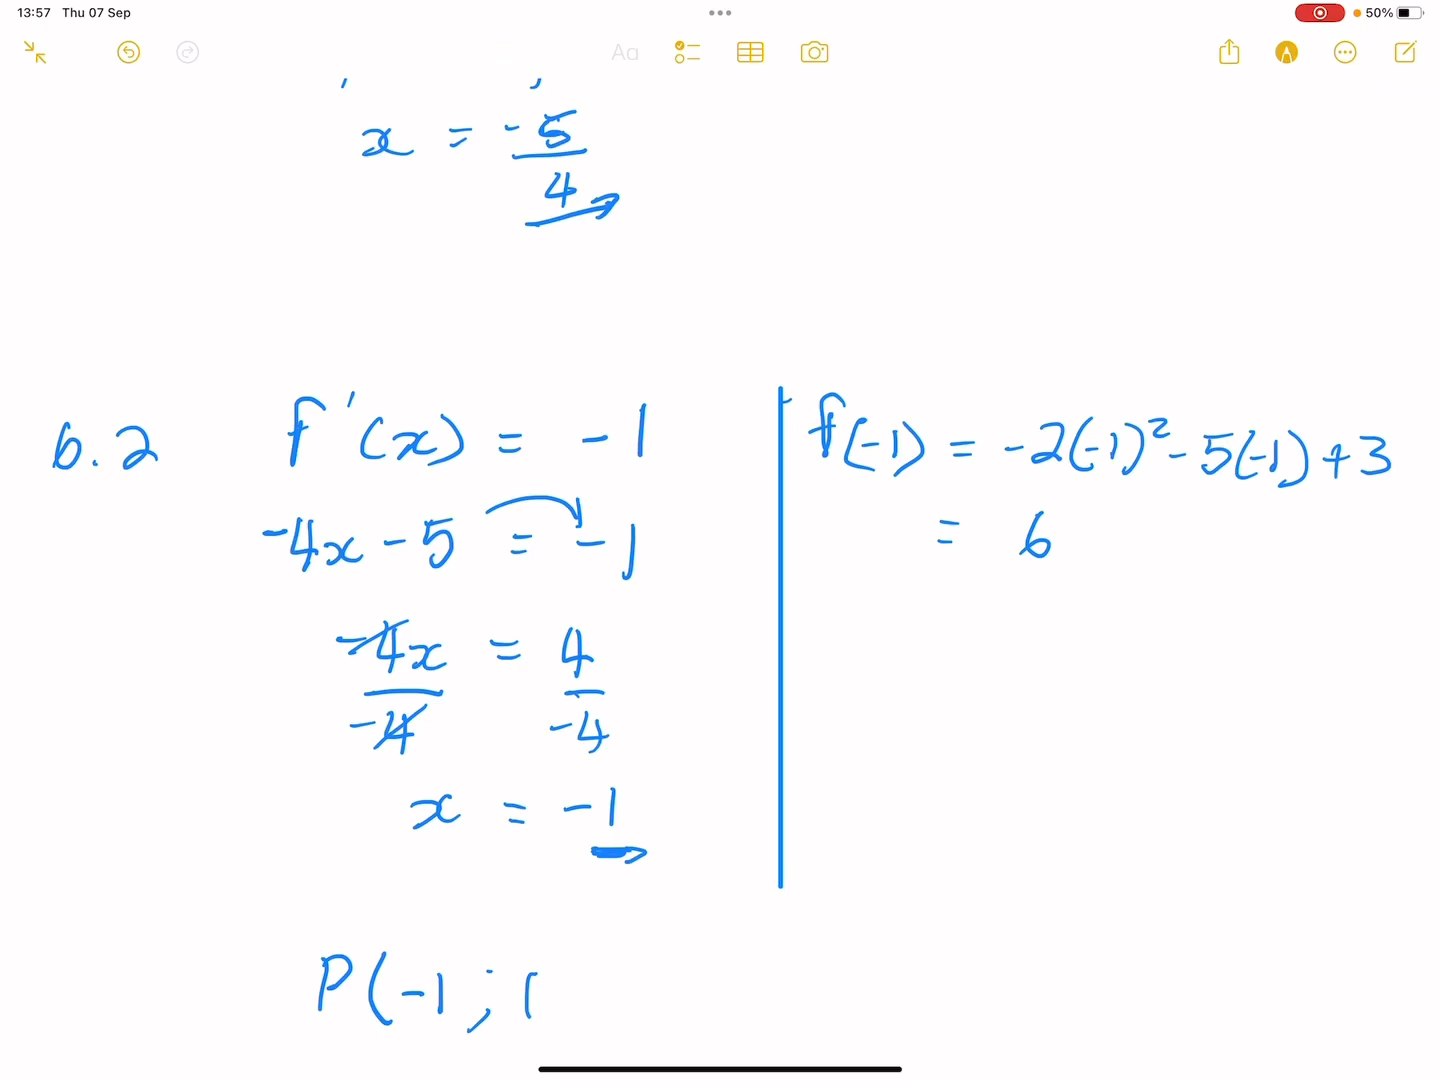 13:57 Thu 07 Sep
50%
Aa
x = -5/4
6.2
f'(x) = -1
-4x - 5 = -1
-4x/-4 = 4/-4
x = -1
f(-1) = -2(-1)² - 5(-1) + 3
= 6
P(-1 ; (